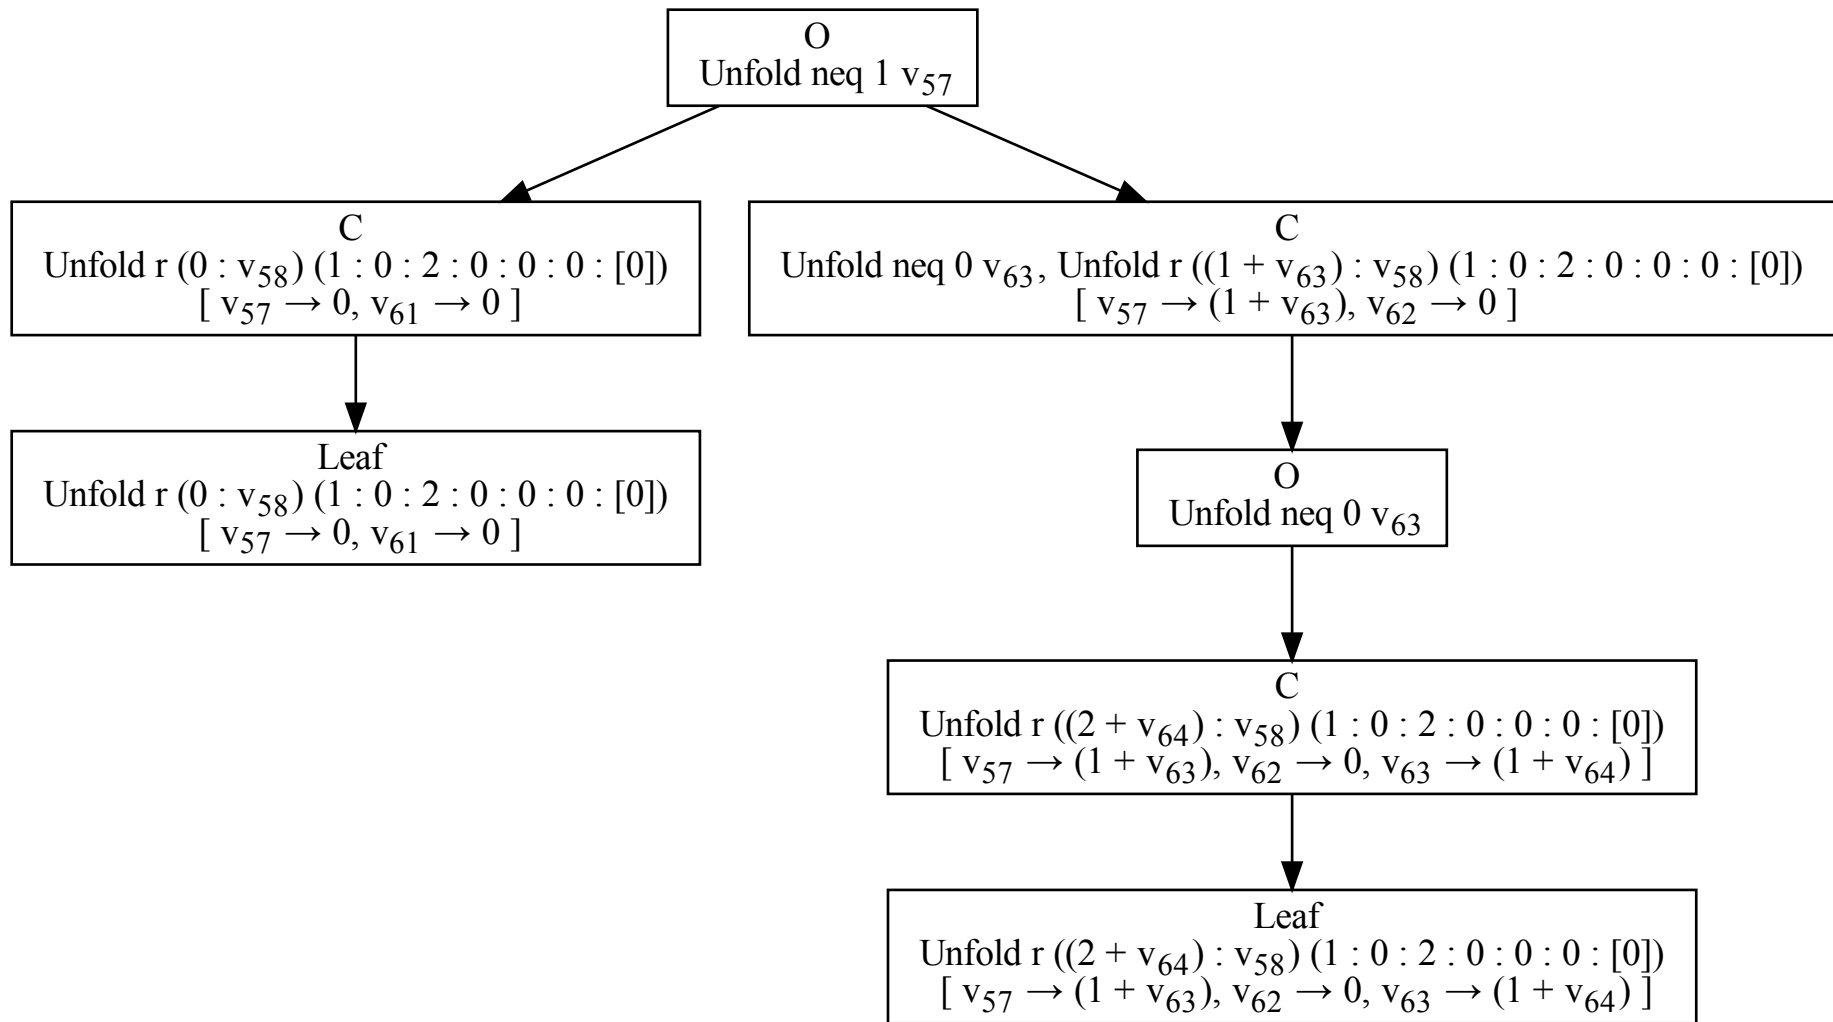 O
Unfold neq 1 v57
C
Unfold r (0 : v58) (1 : 0 : 2 : 0 : 0 : 0 : [0])
[ v57 → 0, v61 → 0 ]
C
Unfold neq 0 v63, Unfold r ((1 + v63) : v58) (1 : 0 : 2 : 0 : 0 : 0 : [0])
[ v57 → (1 + v63), v62 → 0 ]
Leaf
Unfold r (0 : v58) (1 : 0 : 2 : 0 : 0 : 0 : [0])
[ v57 → 0, v61 → 0 ]
O
Unfold neq 0 v63
C
Unfold r ((2 + v64) : v58) (1 : 0 : 2 : 0 : 0 : 0 : [0])
[ v57 → (1 + v63), v62 → 0, v63 → (1 + v64) ]
Leaf
Unfold r ((2 + v64) : v58) (1 : 0 : 2 : 0 : 0 : 0 : [0])
[ v57 → (1 + v63), v62 → 0, v63 → (1 + v64) ]